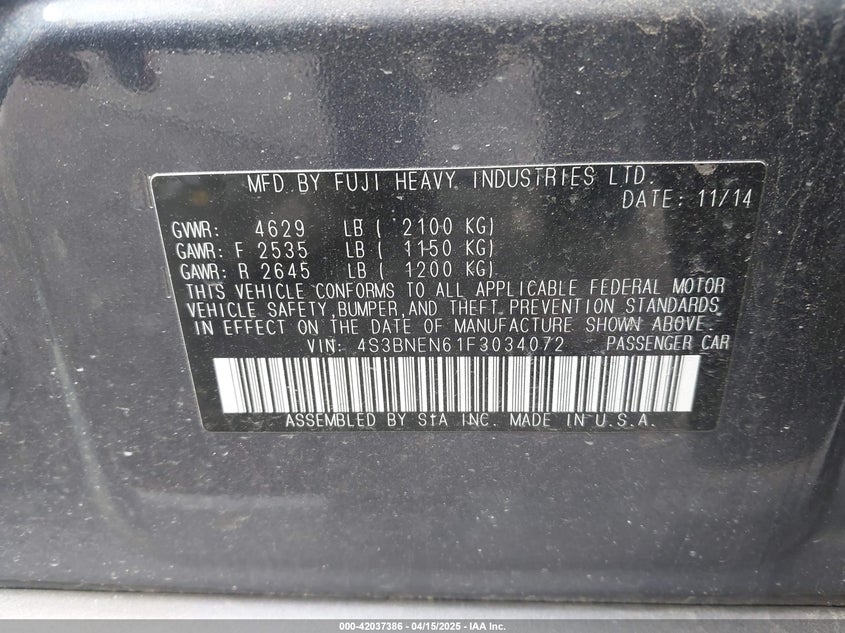 MFD. BY FUJI HEAVY INDUSTRIES LTD.
DATE: 11/14
GVWR: 4629 LB ( 2100 KG)
GAWR: F 2535 LB ( 1150 KG)
GAWR: R 2645 LB ( 1200 KG)
THIS VEHICLE CONFORMS TO ALL APPLICABLE FEDERAL MOTOR
VEHICLE SAFETY, BUMPER, AND THEFT PREVENTION STANDARDS
IN EFFECT ON THE DATE OF MANUFACTURE SHOWN ABOVE.
VIN: 4S3BNEN61F3034072 PASSENGER CAR
ASSEMBLED BY SIA INC. MADE IN U.S.A.
000-42037386 - 04/15/2025 - IAA Inc.